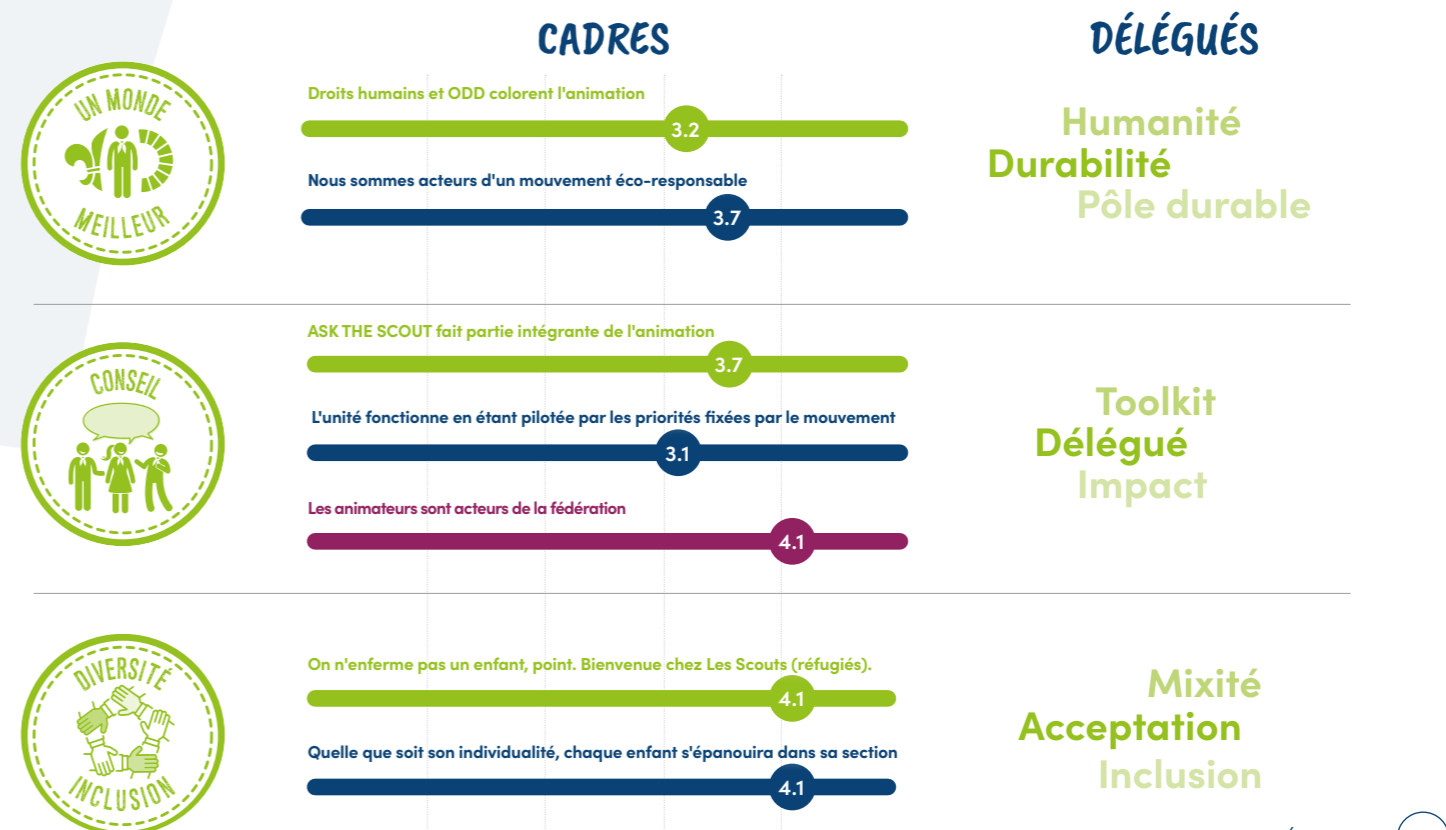 CADRES
DÉLÉGUÉS
UN MONDE
MEILLEUR
Droits humains et ODD colorent l'animation
3.2
Nous sommes acteurs d'un mouvement éco-responsable
3.7
Humanité
Durabilité
Pôle durable
CONSEIL
ASK THE SCOUT fait partie intégrante de l'animation
3.7
L'unité fonctionne en étant pilotée par les priorités fixées par le mouvement
3.1
Les animateurs sont acteurs de la fédération
4.1
Toolkit
Délégué
Impact
DIVERSITÉ
INCLUSION
On n'enferme pas un enfant, point. Bienvenue chez Les Scouts (réfugiés).
4.1
Quelle que soit son individualité, chaque enfant s'épanouira dans sa section
4.1
Mixité
Acceptation
Inclusion